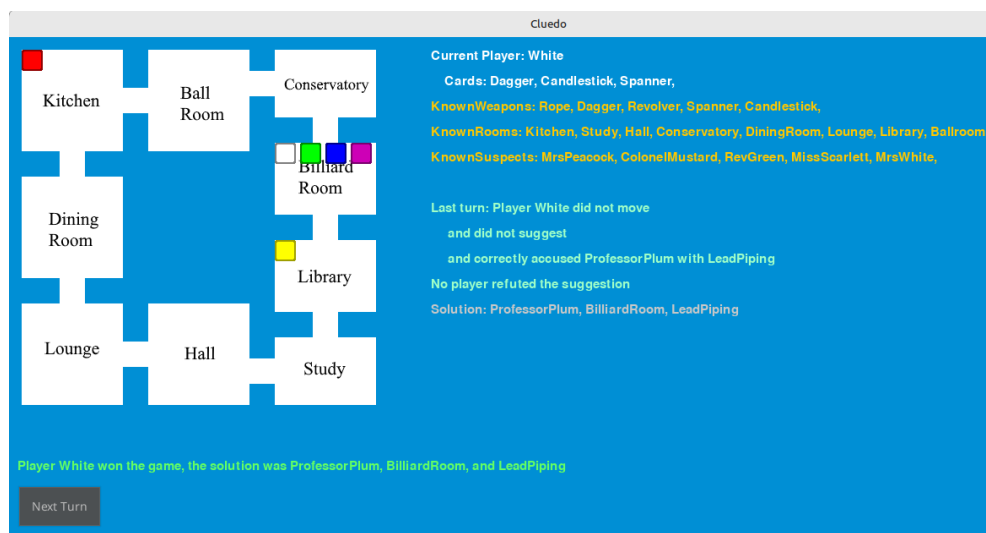 Cluedo
Kitchen
Ball
Room
Conservatory
Billiard
Room
Dining
Room
Library
Lounge
Hall
Study
Current Player: White
Cards: Dagger, Candlestick, Spanner,
KnownWeapons: Rope, Dagger, Revolver, Spanner, Candlestick,
KnownRooms: Kitchen, Study, Hall, Conservatory, DiningRoom, Lounge, Library, Ballroom
KnownSuspects: MrsPeacock, ColonelMustard, RevGreen, MissScarlett, MrsWhite,
Last turn: Player White did not move
and did not suggest
and correctly accused ProfessorPlum with LeadPiping
No player refuted the suggestion
Solution: ProfessorPlum, BilliardRoom, LeadPiping
Player White won the game, the solution was ProfessorPlum, BilliardRoom, and LeadPiping
Next Turn